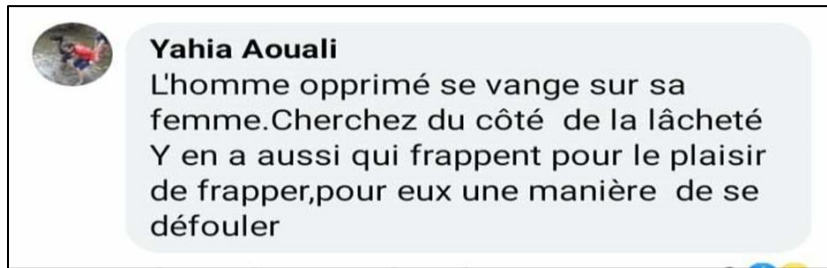 Yahia Aouali
L'homme opprimé se vange sur sa
femme.Cherchez du côté  de la lâcheté
Y en a aussi qui frappent pour le plaisir
de frapper,pour eux une manière  de se
défouler